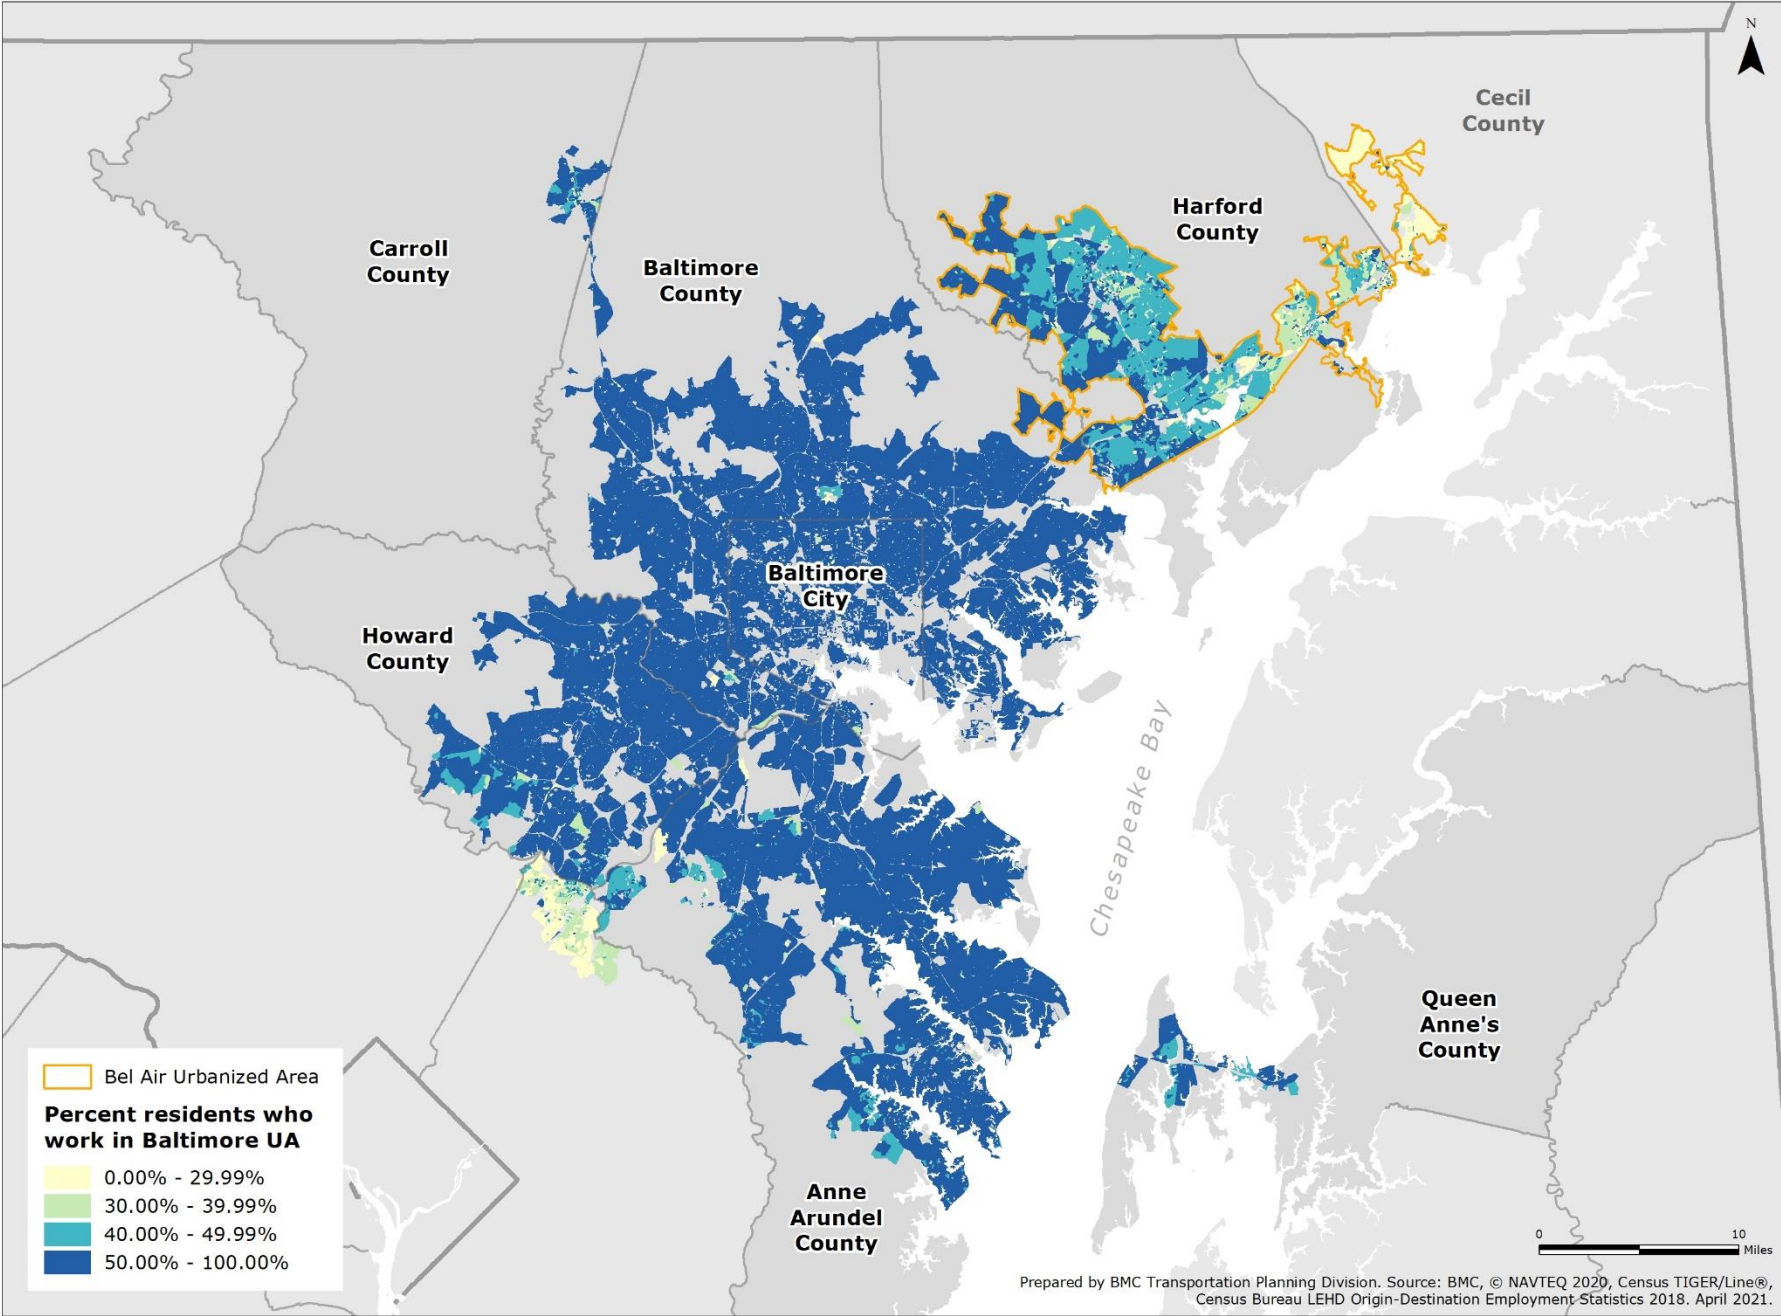 N
Cecil
County
Harford
County
Carroll
County
Baltimore
County
Baltimore
City
Howard
County
Chesapeake Bay
Queen
Anne's
County
Anne
Arundel
County
Bel Air Urbanized Area
Percent residents who
work in Baltimore UA
0.00% - 29.99%
30.00% - 39.99%
40.00% - 49.99%
50.00% - 100.00%
0 10
Miles
Prepared by BMC Transportation Planning Division. Source: BMC, © NAVTEQ 2020, Census TIGER/Line®,
Census Bureau LEHD Origin-Destination Employment Statistics 2018. April 2021.